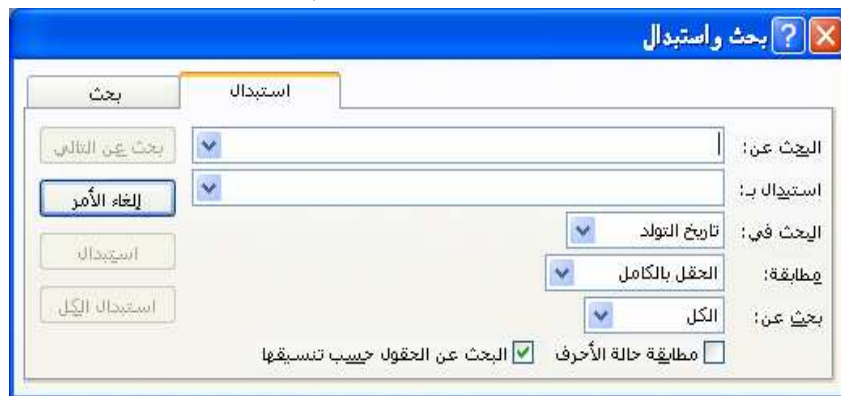 بحث واستبدال
بحث
استبدال
البحث عن:
بحث عن التالي
استبدال بـ:
إلغاء الأمر
البحث في:
تاريخ التولد
استبدال
مطابقة:
الحقل بالكامل
بحث عن:
الكل
استبدال الكل
مطابقة حالة الأحرف
البحث عن الحقول حسب تنسيقها